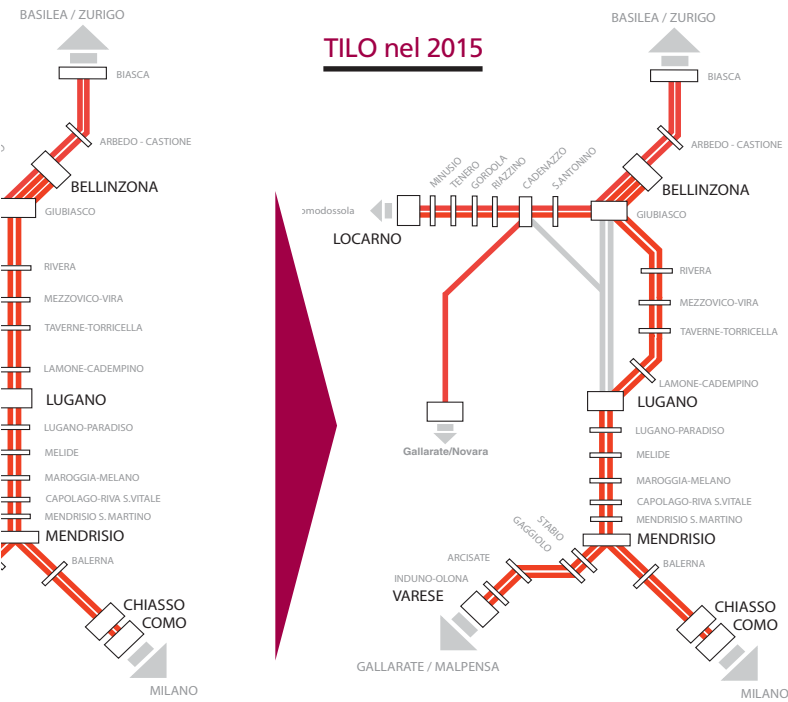 BASILEA / ZURIGO
BIASCA
ARBEDO - CASTIONE
BELLINZONA
GIUBIASCO
RIVERA
MEZZOVICO-VIRA
TAVERNE-TORRICELLA
LAMONE-CADEMPINO
LUGANO
LUGANO-PARADISO
MELIDE
MAROGGIA-MELANO
CAPOLAGO-RIVA S.VITALE
MENDRISIO S. MARTINO
MENDRISIO
BALERNA
CHIASSO
COMO
MILANO
TILO nel 2015
BASILEA / ZURIGO
BIASCA
ARBEDO - CASTIONE
BELLINZONA
GIUBIASCO
MINUSIO
TENERO
GORDOLA
RIAZZINO
CADENAZZO
S.ANTONINO
omodossola
LOCARNO
RIVERA
MEZZOVICO-VIRA
TAVERNE-TORRICELLA
LAMONE-CADEMPINO
LUGANO
Gallarate/Novara
LUGANO-PARADISO
MELIDE
MAROGGIA-MELANO
CAPOLAGO-RIVA S.VITALE
MENDRISIO S. MARTINO
MENDRISIO
STABIO
GAGGIOLO
ARCISATE
INDUNO-OLONA
VARESE
BALERNA
CHIASSO
COMO
GALLARATE / MALPENSA
MILANO